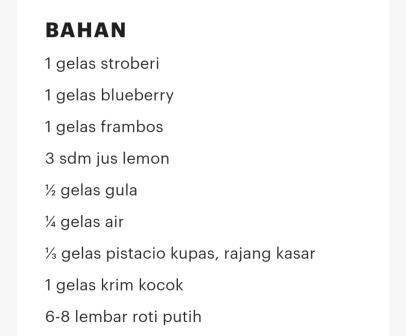 BAHAN
1 gelas stroberi
1 gelas blueberry
1 gelas frambos
3 sdm jus lemon
½ gelas gula
¼ gelas air
⅓ gelas pistacio kupas, rajang kasar
1 gelas krim kocok
6-8 lembar roti putih